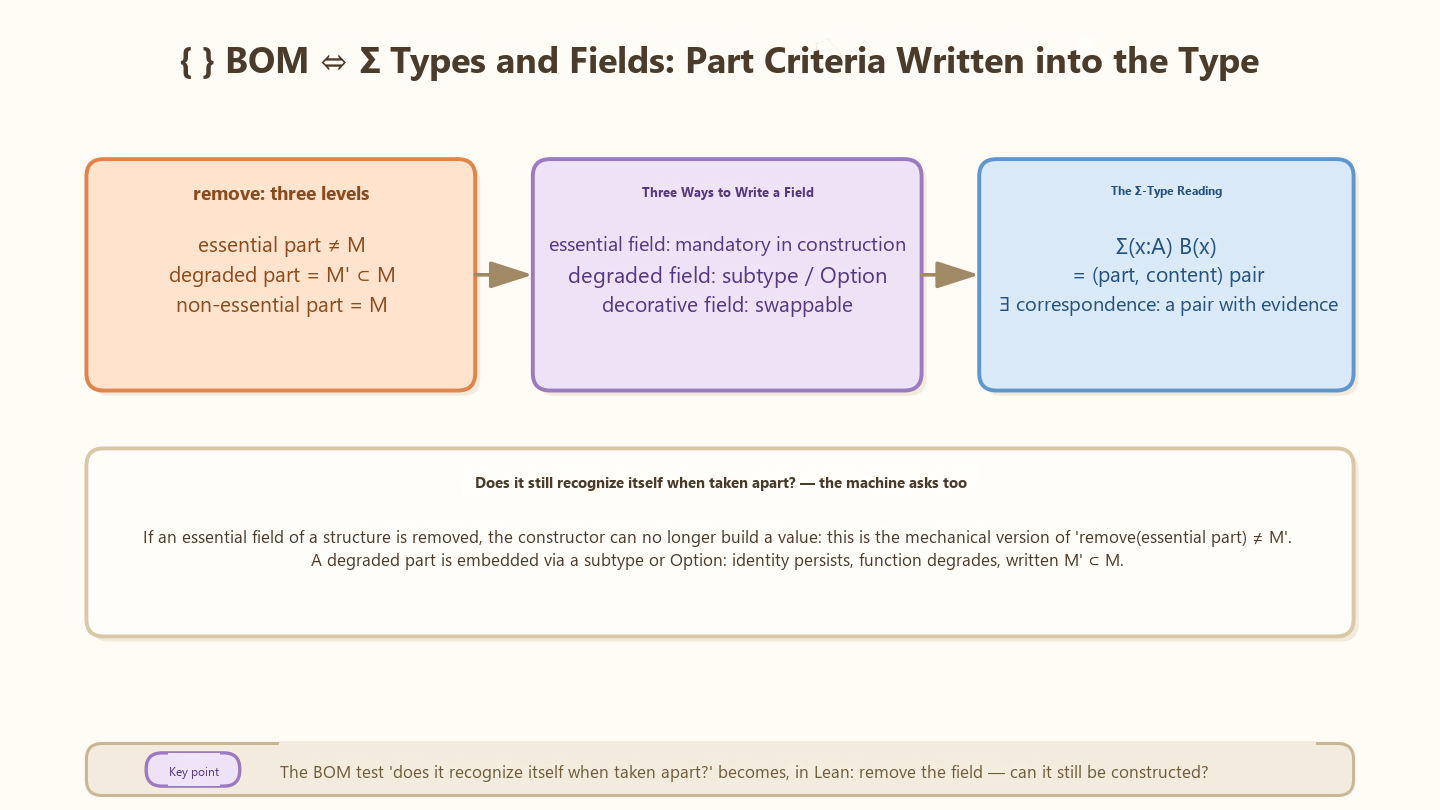 { } BOM ⇔ Σ Types and Fields: Part Criteria Written into the Type
remove: three levels
essential part ≠ M
degraded part = M' ⊂ M
non-essential part = M
Three Ways to Write a Field
essential field: mandatory in construction
degraded field: subtype / Option
decorative field: swappable
The Σ-Type Reading
Σ(x:A) B(x)
= (part, content) pair
∃ correspondence: a pair with evidence
Does it still recognize itself when taken apart? — the machine asks too
If an essential field of a structure is removed, the constructor can no longer build a value: this is the mechanical version of 'remove(essential part) ≠ M'.
A degraded part is embedded via a subtype or Option: identity persists, function degrades, written M' ⊂ M.
Key point
The BOM test 'does it recognize itself when taken apart?' becomes, in Lean: remove the field — can it still be constructed?